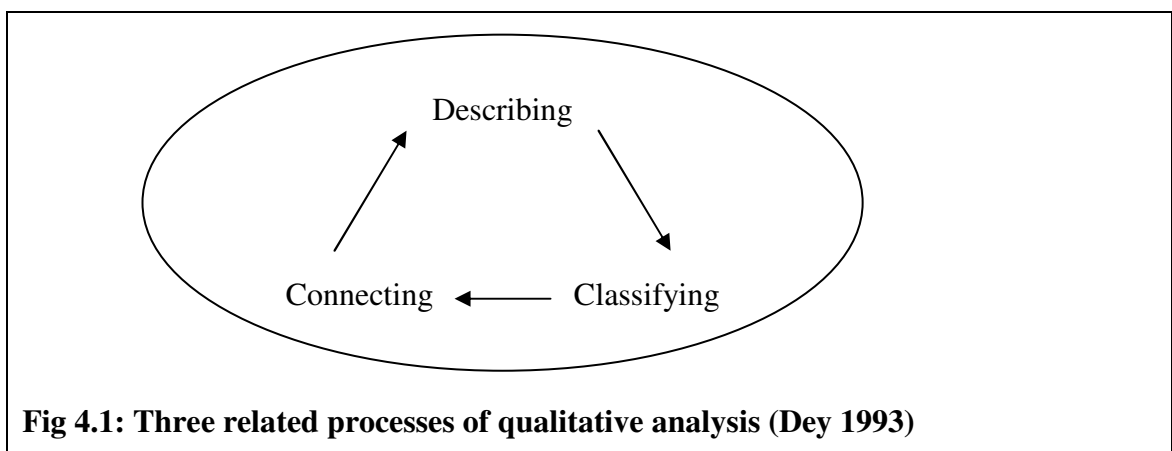 Describing
Connecting Classifying
Fig 4.1: Three related processes of qualitative analysis (Dey 1993)